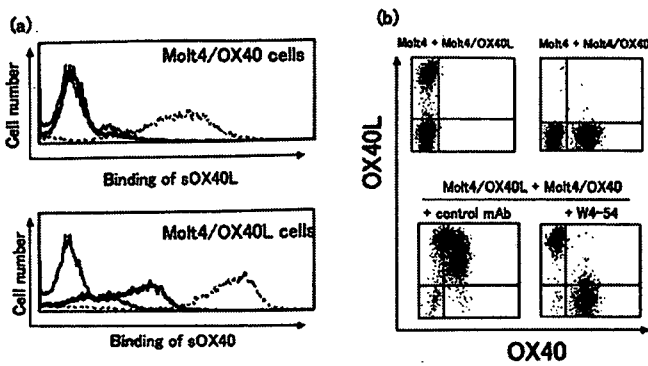 (a)
Molt4/OX40 cells
Cell number
Binding of sOX40L
Molt4/OX40L cells
Cell number
Binding of sOX40
(b)
Molt4 + Molt4/OX40L
Molt4 + Molt4/OX40
OX40L
Molt4/OX40L + Molt4/OX40
+ control mAb
+ W4-54
OX40